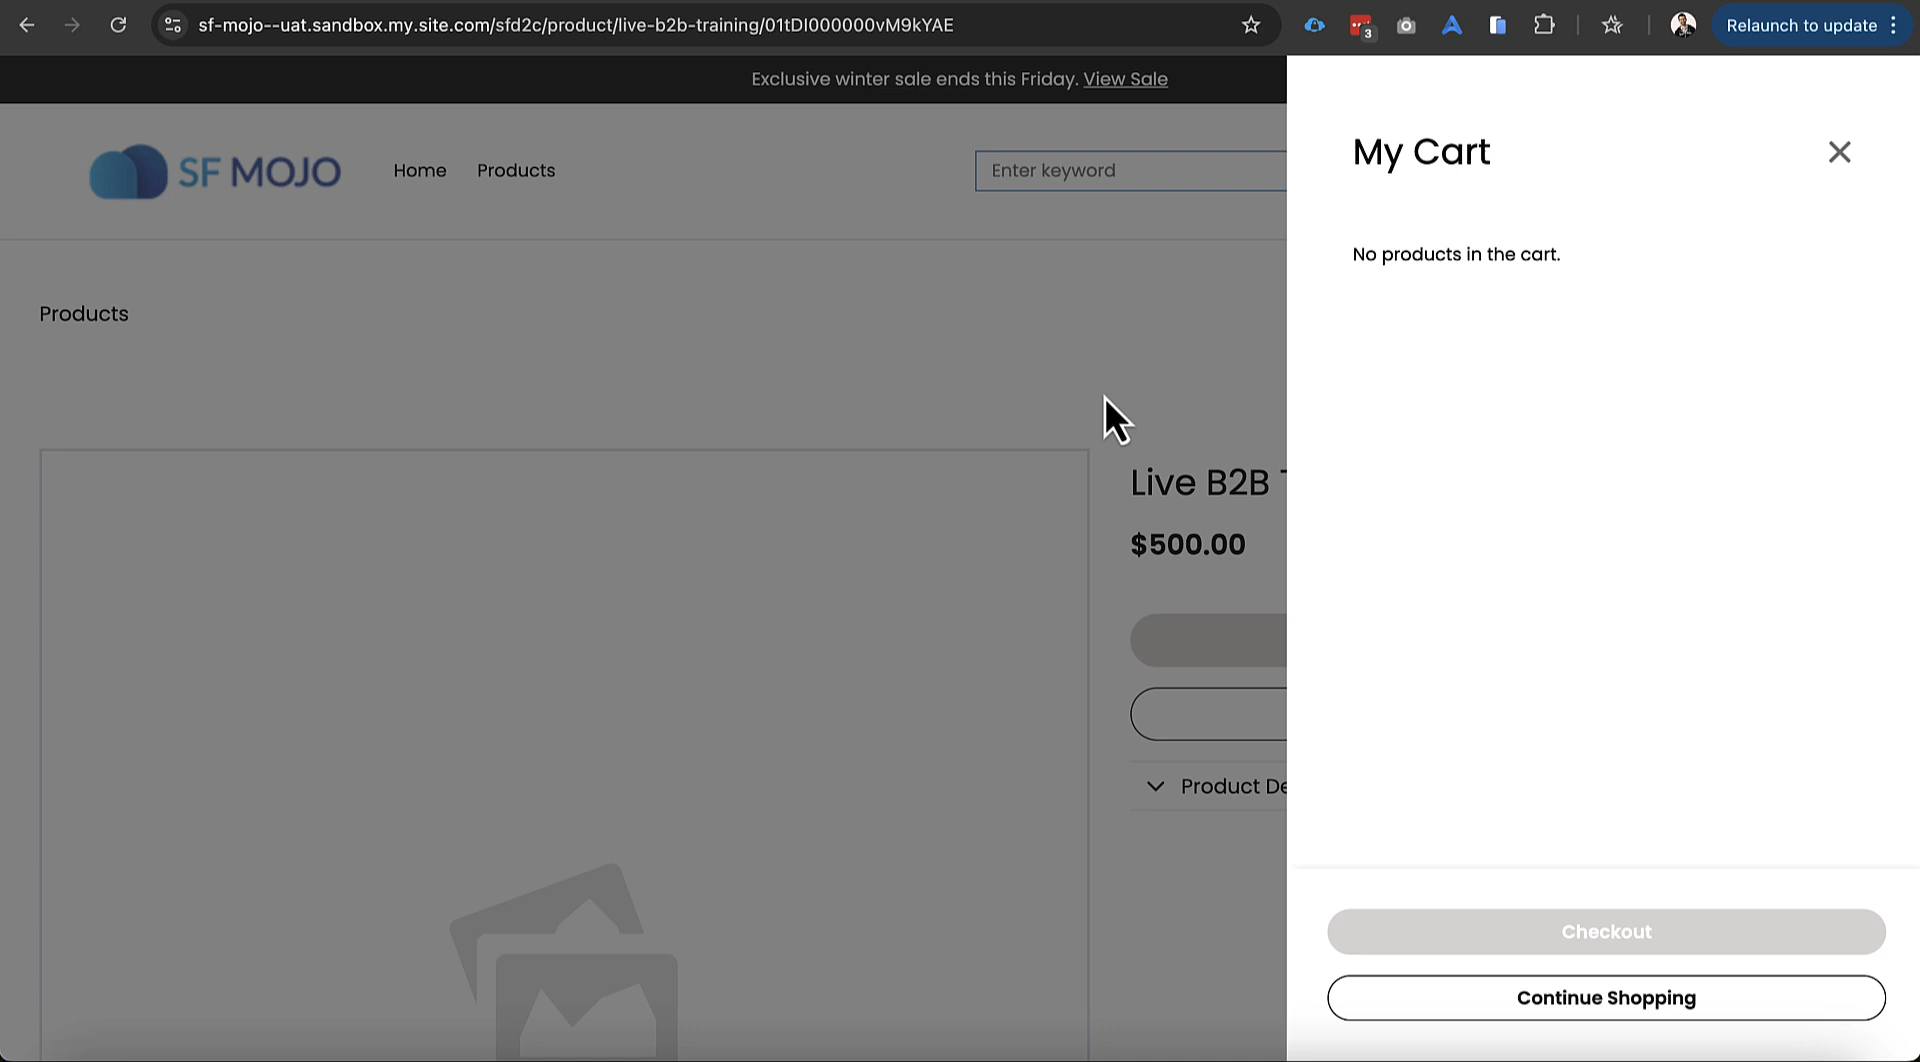 sf-mojo--uat.sandbox.my.site.com/sfd2c/product/live-b2b-training/01tDI000000vM9kYAE
3
Relaunch to update
Exclusive winter sale ends this Friday. View Sale
SF MOJO
Home
Products
Enter keyword
My Cart
No products in the cart.
Products
Live B2B
$500.00
Product De
Checkout
Continue Shopping